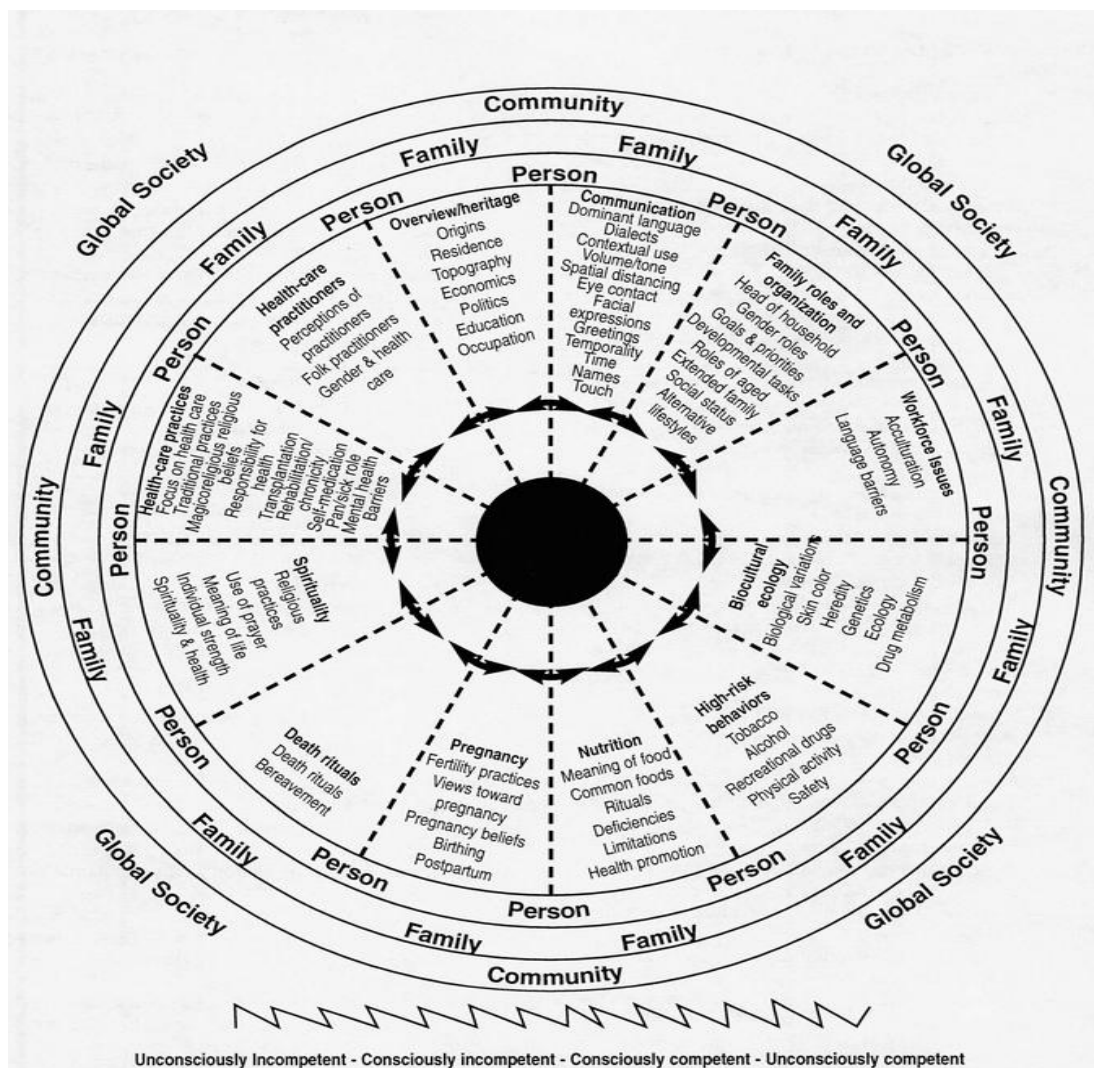 Community
Global Society
Global Society
Family
Family
Person
Person
Person
Family
Family
Overview/heritage
Origins
Residence
Topography
Economics
Politics
Education
Occupation
Communication
Dominant language
Dialects
Contextual use
Volume/tone
Spatial distancing
Eye contact
Facial
expressions
Greetings
Temporality
Time
Names
Touch
Family roles and
organization
Head of household
Gender roles
Goals & priorities
Developmental tasks
Roles of aged
Extended family
Social status
Alternative
lifestyles
Person
Workforce issues
Acculturation
Autonomy
Language barriers
Family
Community
Person
Biocultural
ecology
Biological variations
Skin color
Heredity
Genetics
Ecology
Drug metabolism
Family
Person
High-risk
behaviors
Tobacco
Alcohol
Recreational drugs
Physical activity
Safety
Family
Person
Global Society
Nutrition
Meaning of food
Common foods
Rituals
Deficiencies
Limitations
Health promotion
Family
Person
Community
Pregnancy
Fertility practices
Views toward
pregnancy
Pregnancy beliefs
Birthing
Postpartum
Family
Person
Death rituals
Death rituals
Bereavement
Family
Person
Global Society
Spirituality
Religious
practices
Use of prayer
Meaning of life
Individual strength
Spirituality & health
Family
Person
Community
Health-care practices
Focus on health care
Traditional practices
Magicoreligious religious
beliefs
Responsibility for
health
Transplantation
Rehabilitation/
chronicity
Self-medication
Pan/sick role
Mental health
Barriers
Family
Person
Health-care
practitioners
Perceptions of
practitioners
Folk practitioners
Gender & health
care
Unconsciously Incompetent - Consciously incompetent - Consciously competent - Unconsciously competent